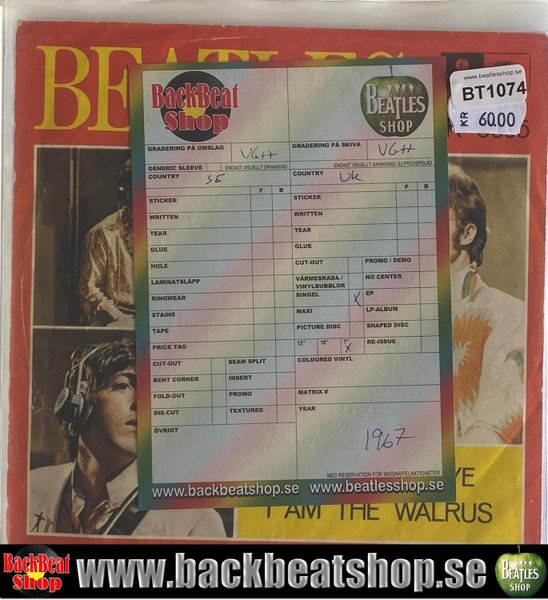 BEATLES
www.beatlesshop.se
BT1074
KR 60.00
BackBeat Shop
BEATLES SHOP
GRADERING PÅ OMSLAG VG++
GRADERING PÅ SKIVA VG++
GENERIC SLEEVE ENDAST VISUELLT GRANSKAD
ENDAST VISUELLT GRANSKAD, EJ PROVSPELAD
COUNTRY SE
COUNTRY UK
F B
F B
STICKER
STICKER
WRITTEN
WRITTEN
TEAR
TEAR
GLUE
GLUE
HOLE
CUT-OUT
PROMO / DEMO
LAMINATSLÄPP
VÄRMESKADA /
VINYLBUBBLOR
NO CENTER
RINGWEAR
SINGEL X
EP
STAINS
MAXI
LP-ALBUM
TAPE
PICTURE DISC
SHAPED DISC
PRICE TAG
12" 10" 7" X
RE-ISSUE
CUT-OUT
SEAM SPLIT
COLOURED VINYL
BENT CORNER
INSERT
FOLD-OUT
PROMO
MATRIX #
DIE-CUT
TEXTURED
YEAR
ÖVRIGT
1967
MED RESERVATION FÖR MISSAR/FELAKTIGHETER
www.backbeatshop.se www.beatlesshop.se
I AM THE WALRUS
BackBeat Shop
www.backbeatshop.se
BEATLES SHOP